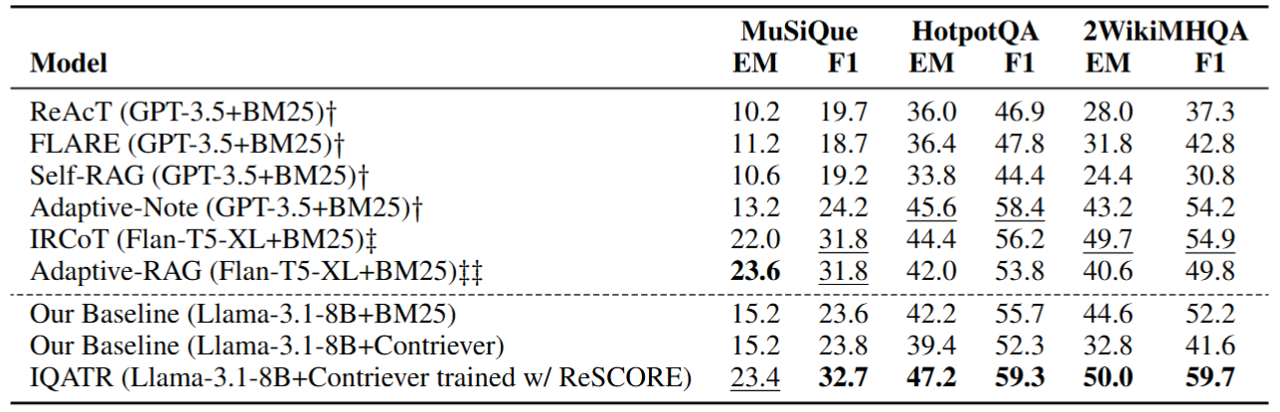 MuSiQue HotpotQA 2WikiMHQA
Model EM F1 EM F1 EM F1
ReAcT (GPT-3.5+BM25)† 10.2 19.7 36.0 46.9 28.0 37.3
FLARE (GPT-3.5+BM25)† 11.2 18.7 36.4 47.8 31.8 42.8
Self-RAG (GPT-3.5+BM25)† 10.6 19.2 33.8 44.4 24.4 30.8
Adaptive-Note (GPT-3.5+BM25)† 13.2 24.2 45.6 58.4 43.2 54.2
IRCoT (Flan-T5-XL+BM25)‡ 22.0 31.8 44.4 56.2 49.7 54.9
Adaptive-RAG (Flan-T5-XL+BM25)‡‡ 23.6 31.8 42.0 53.8 40.6 49.8
Our Baseline (Llama-3.1-8B+BM25) 15.2 23.6 42.2 55.7 44.6 52.2
Our Baseline (Llama-3.1-8B+Contriever) 15.2 23.8 39.4 52.3 32.8 41.6
IQATR (Llama-3.1-8B+Contriever trained w/ ReSCORE) 23.4 32.7 47.2 59.3 50.0 59.7